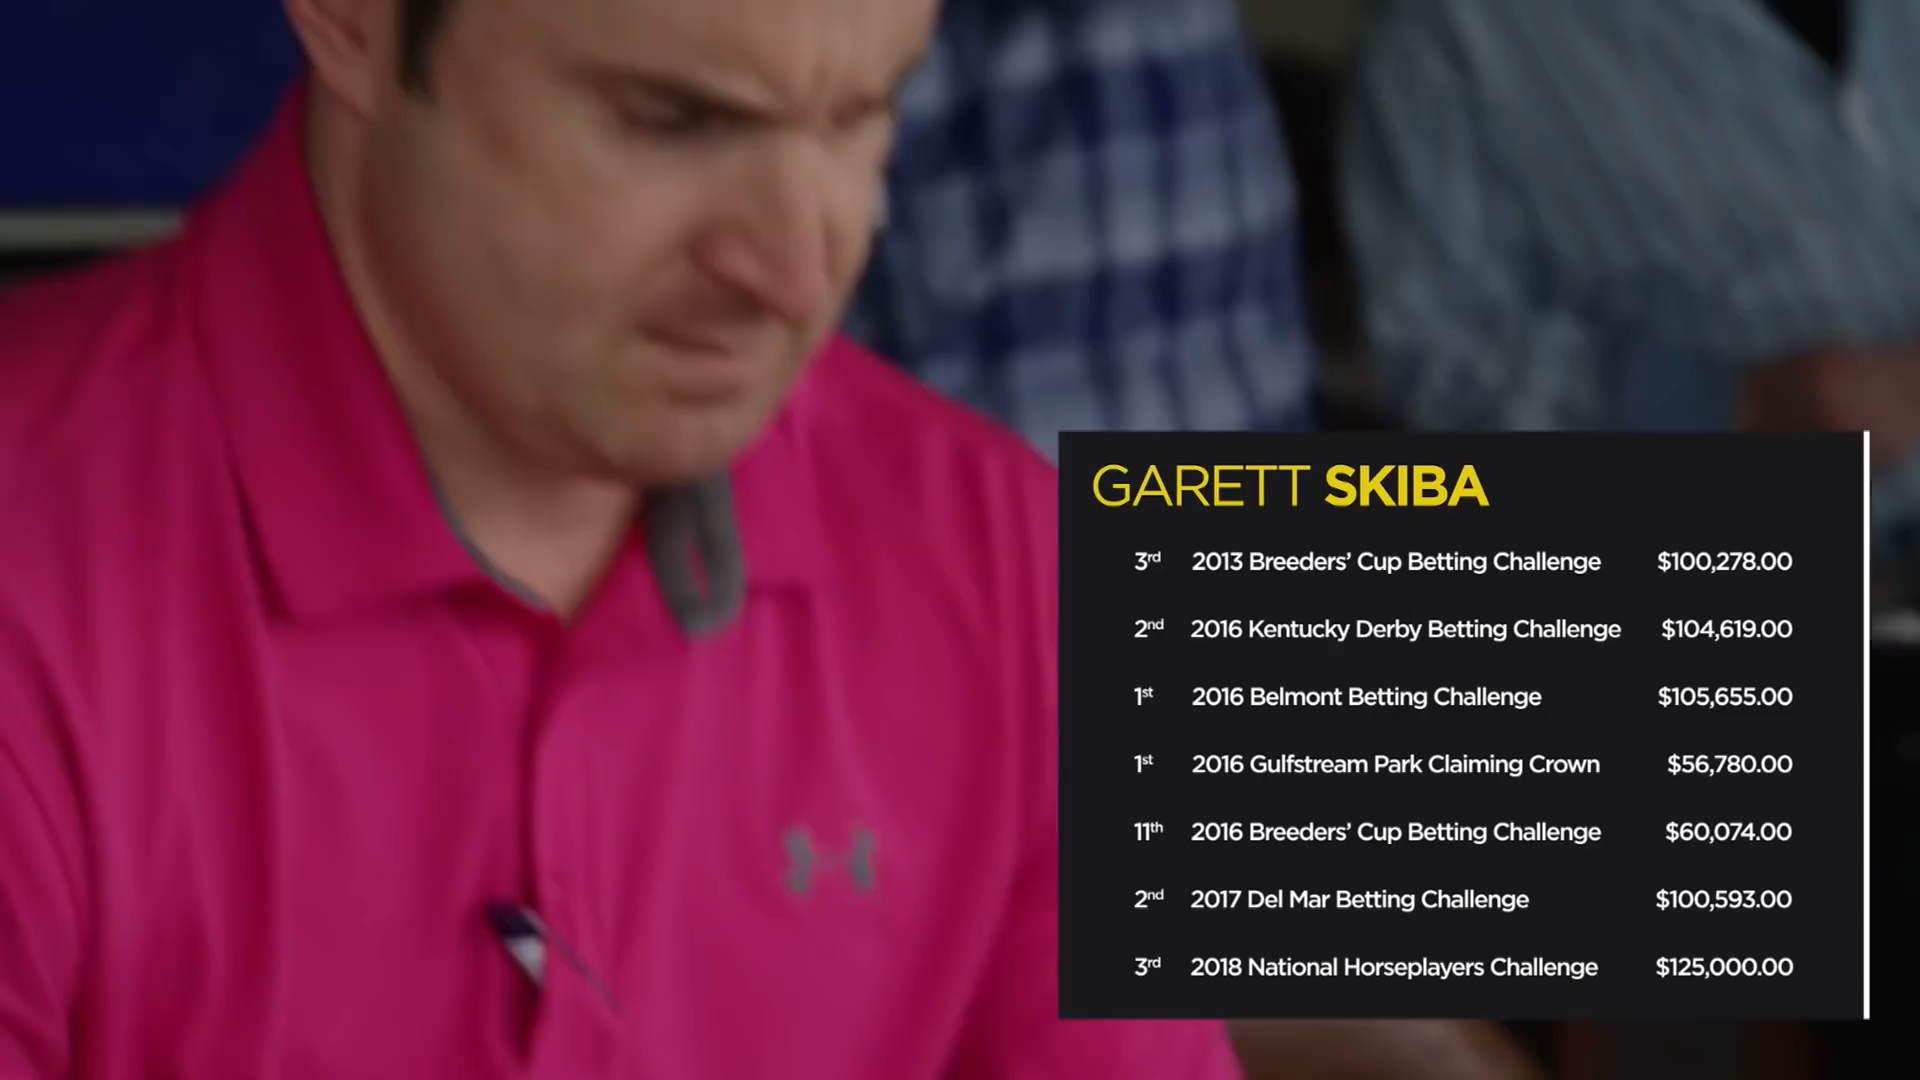 GARETT SKIBA
3rd 2013 Breeders’ Cup Betting Challenge $100,278.00
2nd 2016 Kentucky Derby Betting Challenge $104,619.00
1st 2016 Belmont Betting Challenge $105,655.00
1st 2016 Gulfstream Park Claiming Crown $56,780.00
11th 2016 Breeders’ Cup Betting Challenge $60,074.00
2nd 2017 Del Mar Betting Challenge $100,593.00
3rd 2018 National Horseplayers Challenge $125,000.00